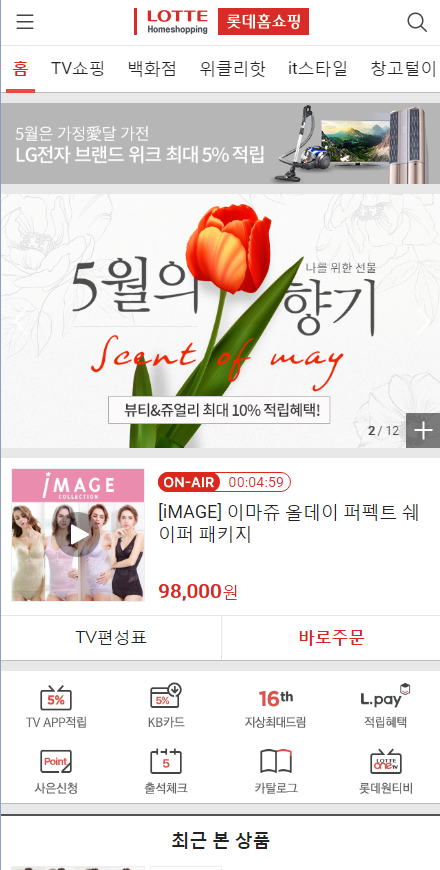 LOTTE
Homeshopping
롯데홈쇼핑
홈
TV쇼핑
백화점
위클리핫
it스타일
창고털이
5월은 가정愛달 가전
LG전자 브랜드 위크 최대 5% 적립
나를 위한 선물
5월의 향기
Scent of may
뷰티&쥬얼리 최대 10% 적립혜택!
2 / 12
iMAGE
COLLECTION
ON-AIR 00:04:59
[iMAGE] 이마쥬 올데이 퍼펙트 쉐
이퍼 패키지
98,000원
TV편성표
바로주문
5%
TV APP적립
5%
KB카드
16th
지상최대드림
L.pay
적립혜택
Point
사은신청
5
출석체크
카탈로그
LOTTE
oneTV
롯데원티비
최근 본 상품